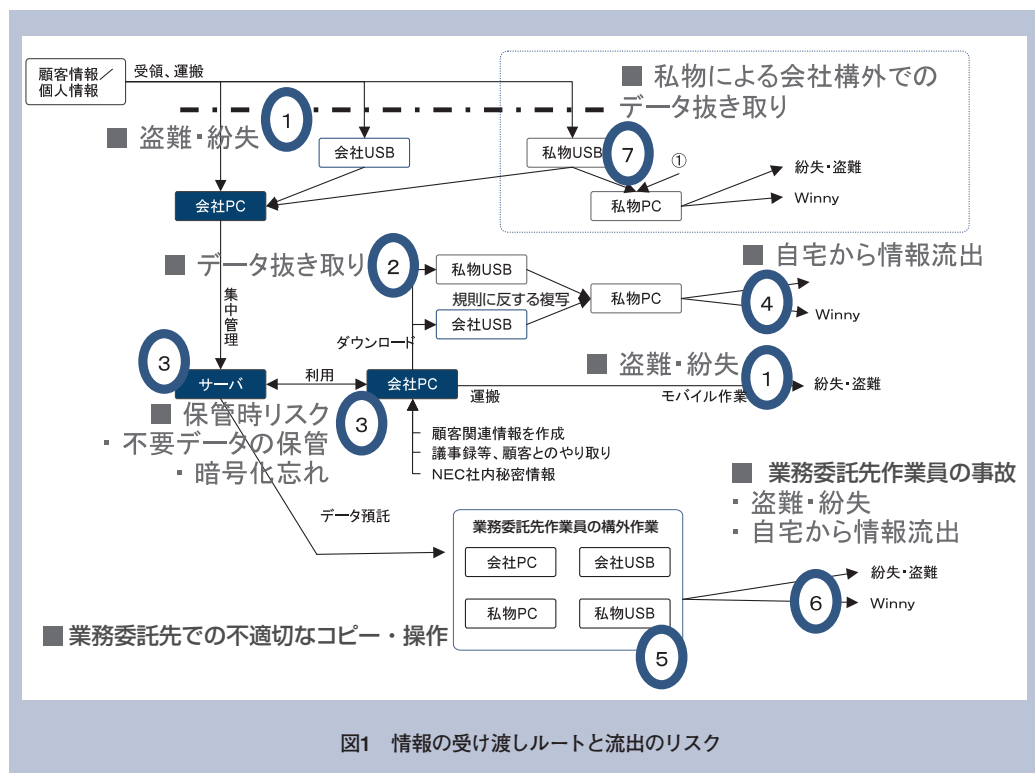 顧客情報／
個人情報
受領、運搬
■ 私物による会社構外での
データ抜き取り
1
■ 盗難・紛失
会社USB
私物USB
7
①
紛失・盗難
会社PC
私物PC
Winny
■ データ抜き取り
2
私物USB
■ 自宅から情報流出
集中管理
規則に反する複写
私物PC
4
会社USB
Winny
ダウンロード
3
■ 盗難・紛失
サーバ
利用
会社PC
運搬
モバイル作業
1
紛失・盗難
■ 保管時リスク
3
・ 不要データの保管
・ 暗号化忘れ
顧客関連情報を作成
議事録等、顧客とのやり取り
NEC社内秘密情報
■ 業務委託先作業員の事故
・ 盗難・紛失
・ 自宅から情報流出
データ預託
業務委託先作業員の構外作業
会社PC
会社USB
紛失・盗難
私物PC
私物USB
6
Winny
■ 業務委託先での不適切なコピー・操作
5
図1 情報の受け渡しルートと流出のリスク